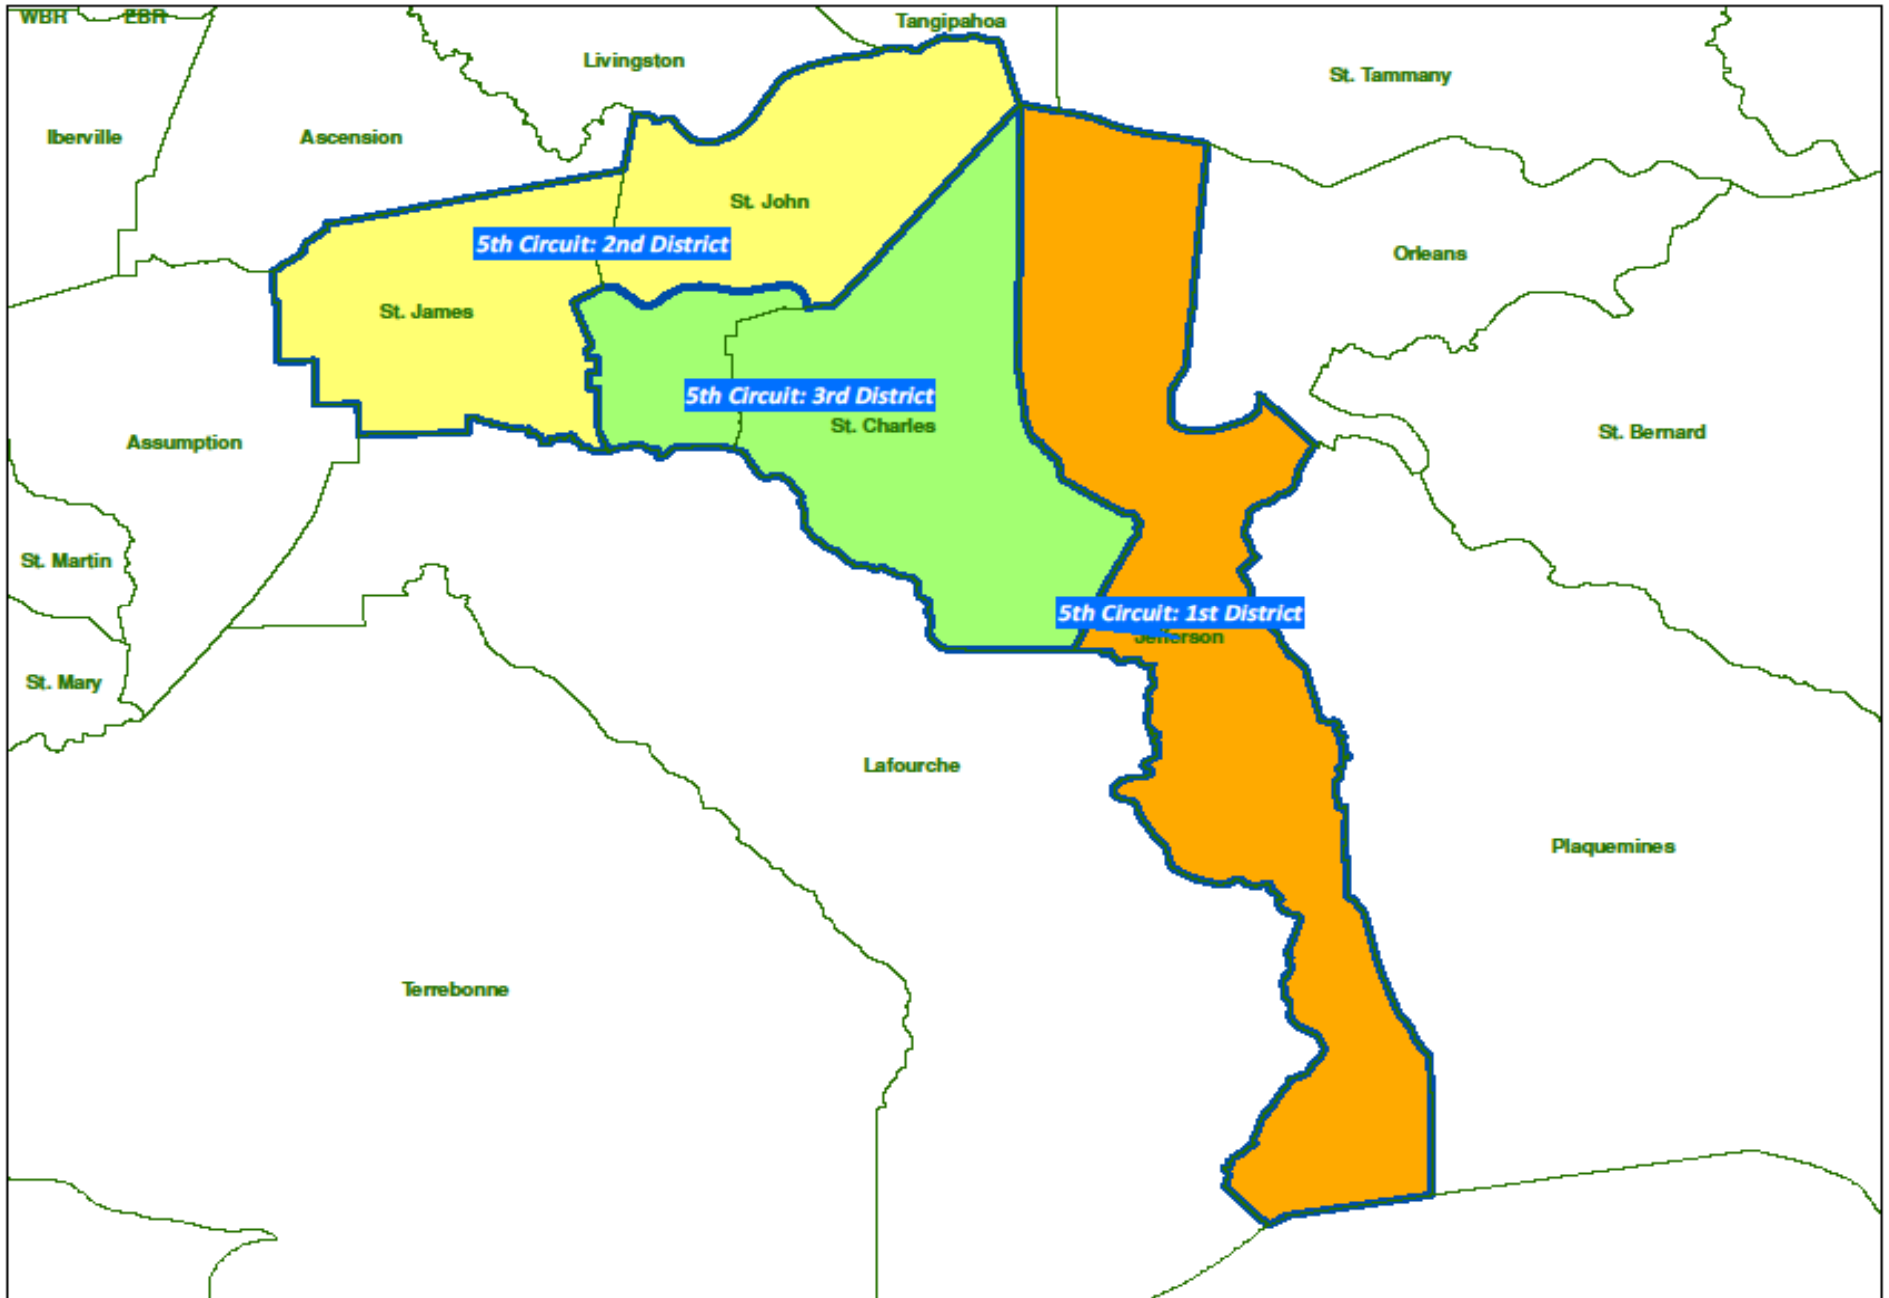 WBR
EBR
Tangipahoa
Livingston
St. Tammany
Iberville
Ascension
St. John
5th Circuit: 2nd District
Orleans
St. James
5th Circuit: 3rd District
St. Charles
Assumption
St. Bernard
St. Martin
5th Circuit: 1st District
Jefferson
St. Mary
Lafourche
Plaquemines
Terrebonne